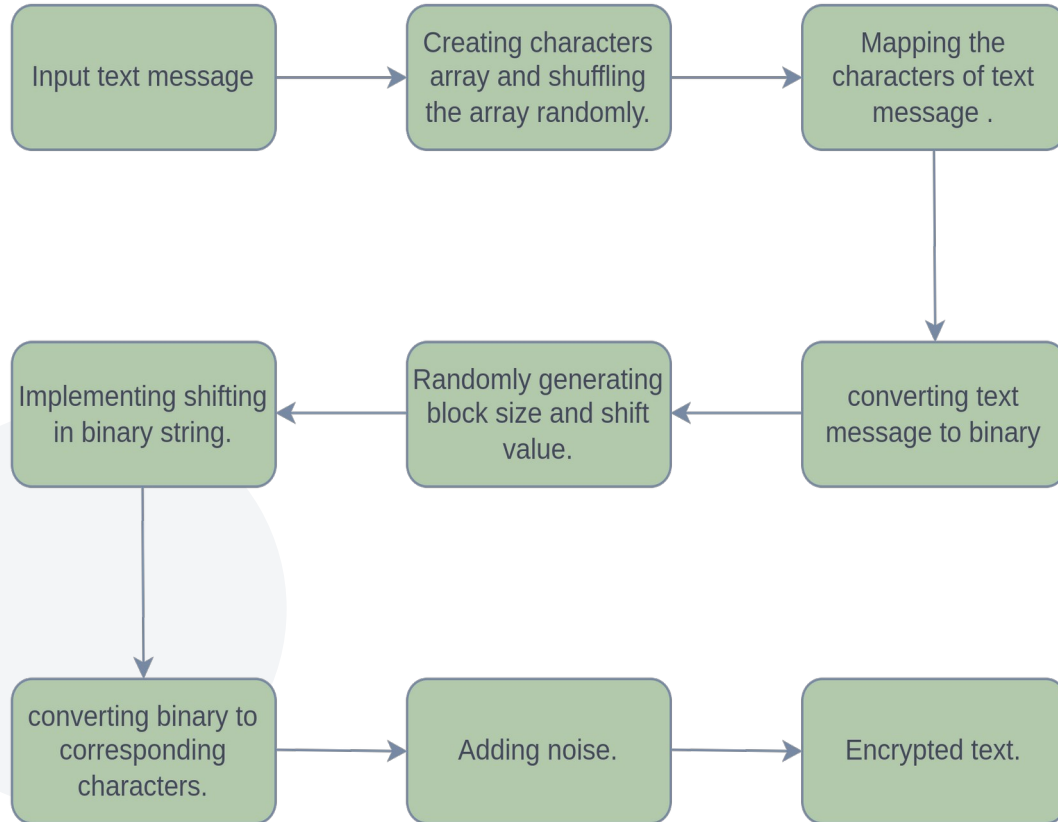 Input text message
Creating characters
array and shuffling
the array randomly.
Mapping the
characters of text
message .
converting text
message to binary
Randomly generating
block size and shift
value.
Implementing shifting
in binary string.
converting binary to
corresponding
characters.
Adding noise.
Encrypted text.